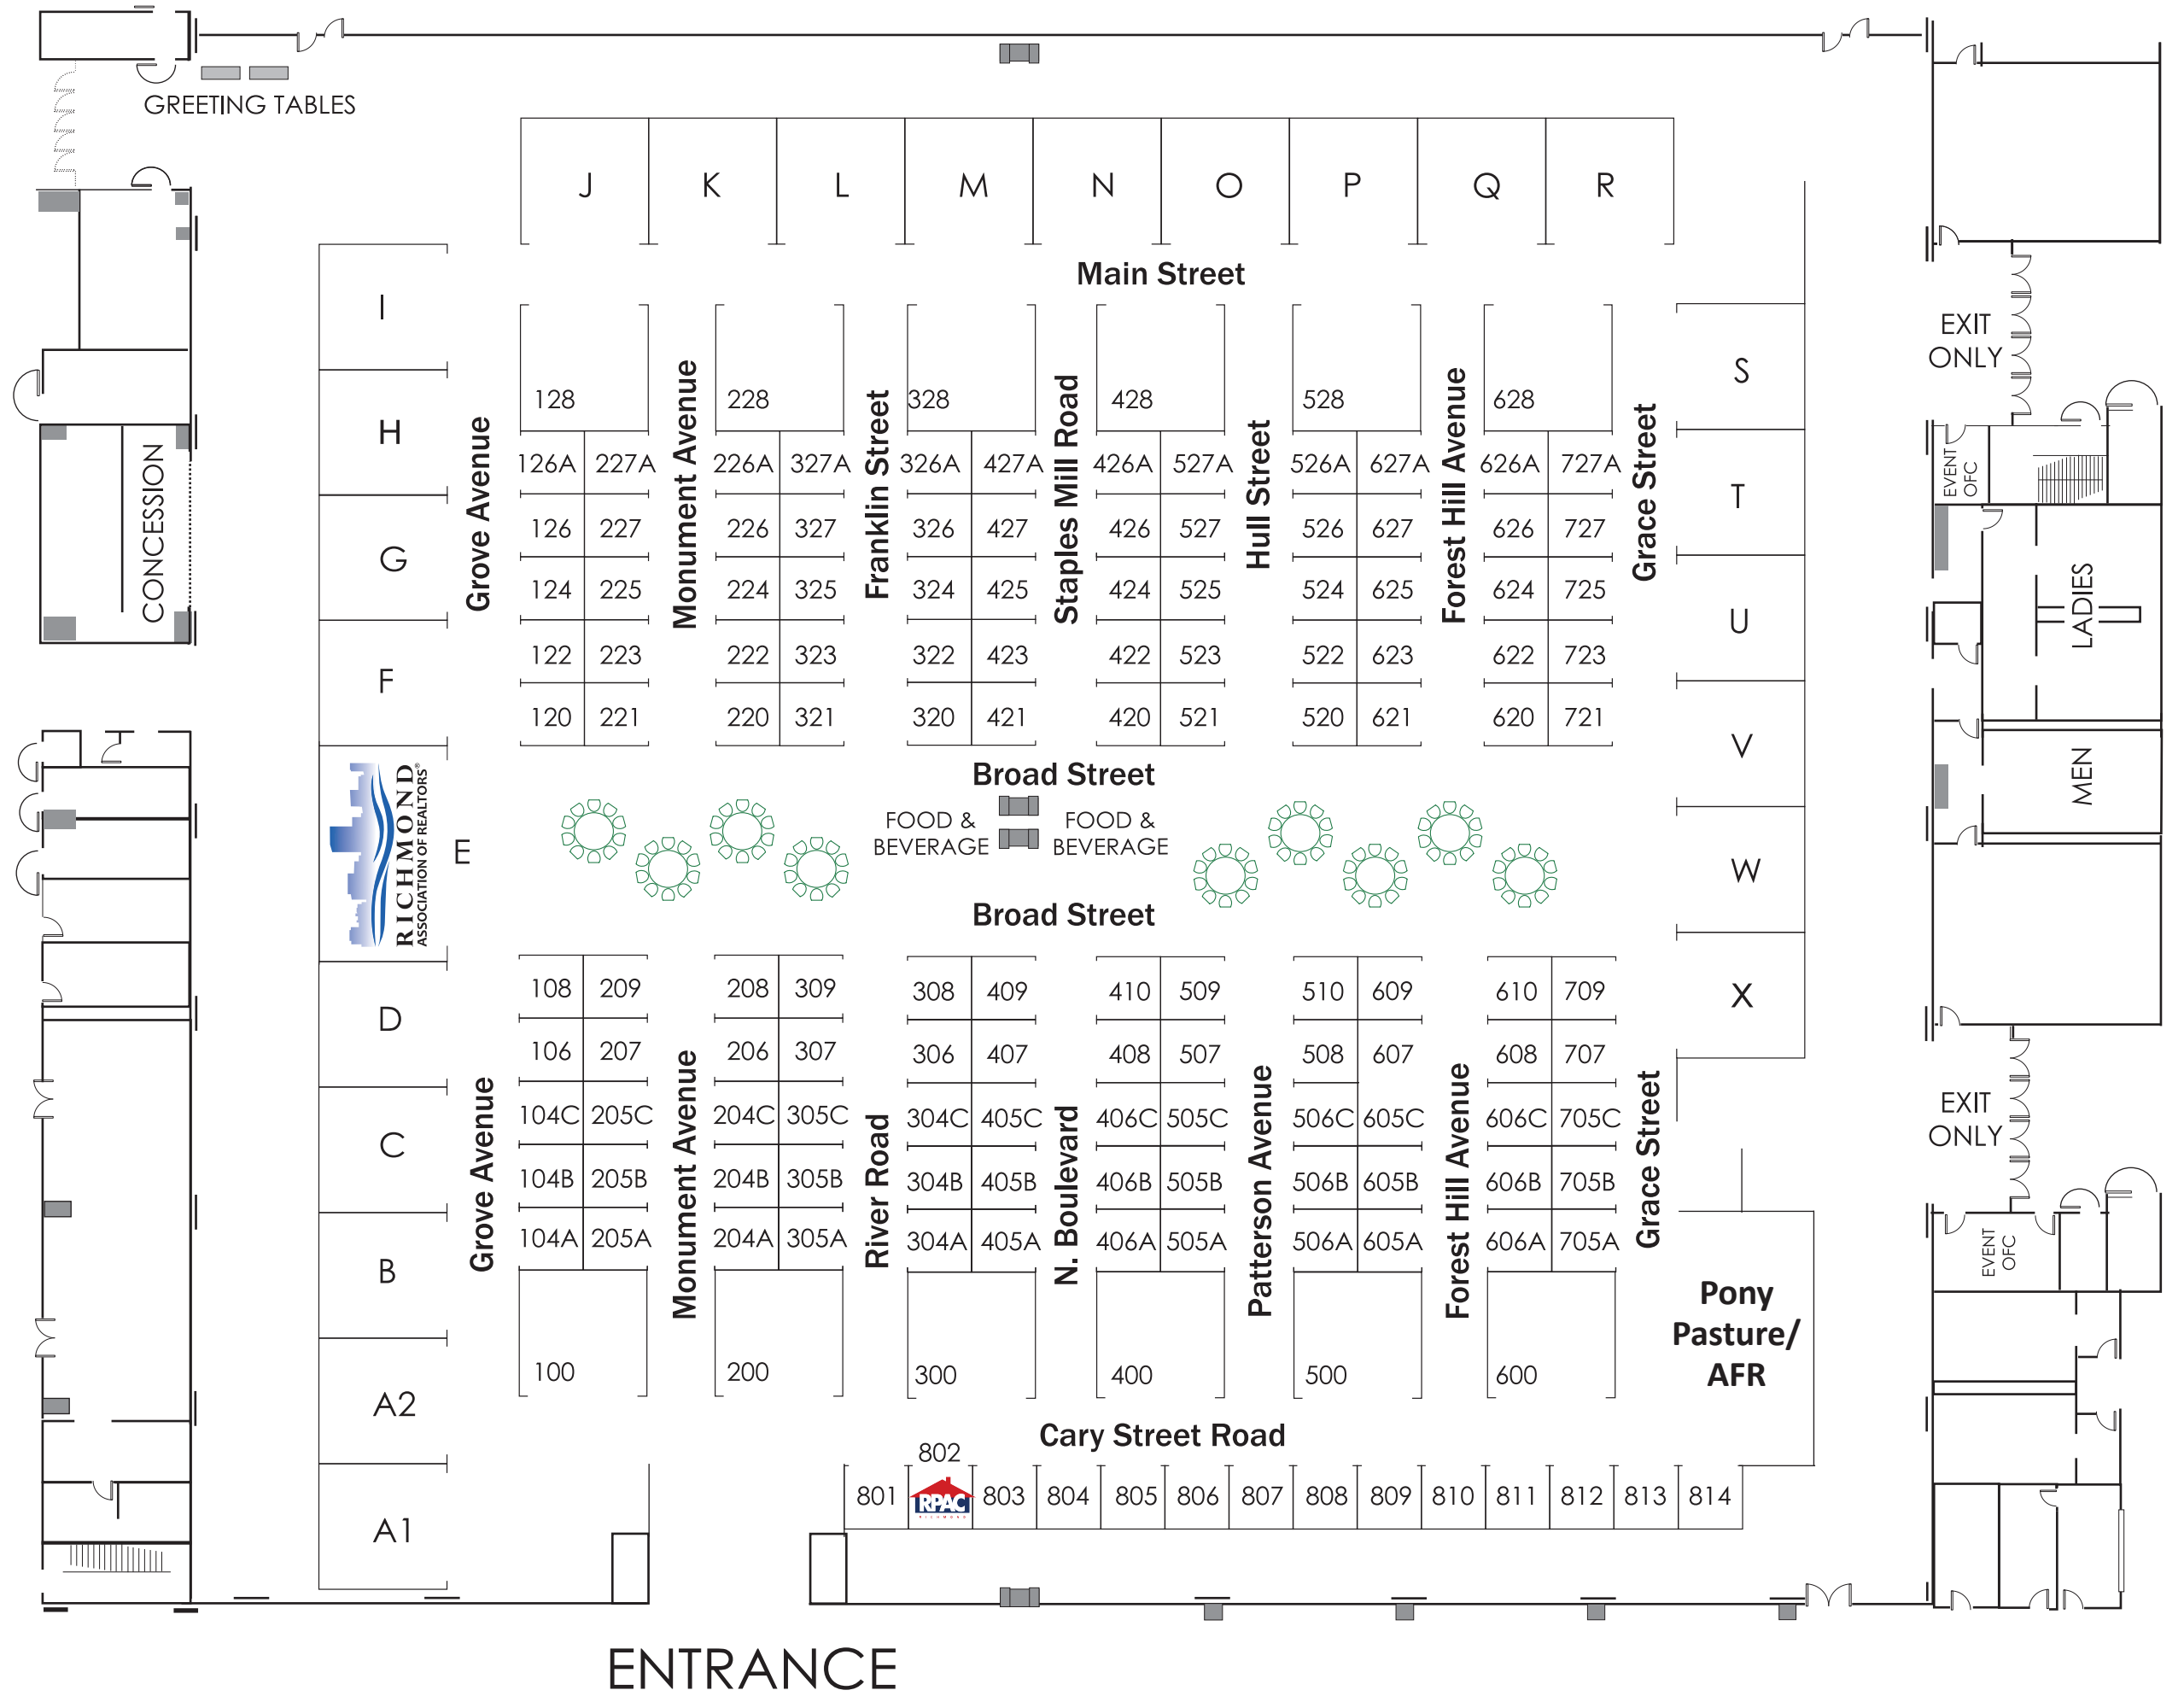 GREETING TABLES
J K L M N O P Q R
Main Street
I
H
G
F
E
D
C
B
A2
A1
S
T
U
V
W
X
EXIT
ONLY
CONCESSION
EVENT
OFC
LADIES
MEN
Grove Avenue
Monument Avenue
Franklin Street
Staples Mill Road
Hull Street
Forest Hill Avenue
Grace Street
128 228 328 428 528 628
126A 227A 226A 327A 326A 427A 426A 527A 526A 627A 626A 727A
126 227 226 327 326 427 426 527 526 627 626 727
124 225 224 325 324 425 424 525 524 625 624 725
122 223 222 323 322 423 422 523 522 623 622 723
120 221 220 321 320 421 420 521 520 621 620 721
RICHMOND
ASSOCIATION OF REALTORS®
Broad Street
FOOD &
BEVERAGE
FOOD &
BEVERAGE
Broad Street
108 209 208 309 308 409 410 509 510 609 610 709
106 207 206 307 306 407 408 507 508 607 608 707
104C 205C 204C 305C 304C 405C 406C 505C 506C 605C 606C 705C
104B 205B 204B 305B 304B 405B 406B 505B 506B 605B 606B 705B
104A 205A 204A 305A 304A 405A 406A 505A 506A 605A 606A 705A
100 200 300 400 500 600
Grove Avenue
Monument Avenue
River Road
N. Boulevard
Patterson Avenue
Forest Hill Avenue
Grace Street
EXIT
ONLY
EVENT
OFC
Pony
Pasture/
AFR
Cary Street Road
802
801 RPAC 803 804 805 806 807 808 809 810 811 812 813 814
RICHMOND
ENTRANCE